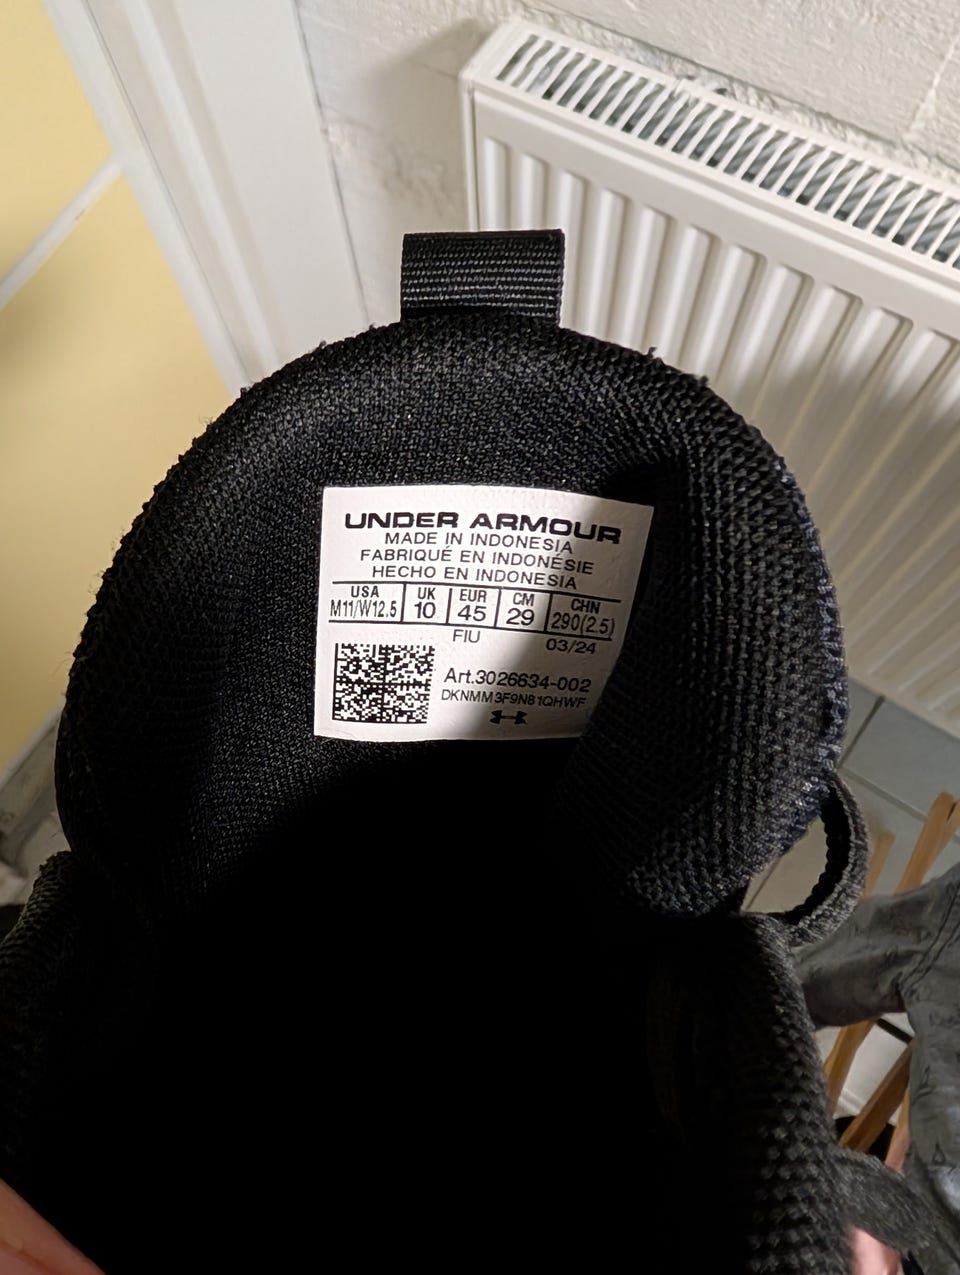 UNDER ARMOUR
MADE IN INDONESIA
FABRIQUÉ EN INDONÉSIE
HECHO EN INDONESIA
USA UK EUR CM CHN
M11/W12.5 10 45 29 290(2.5)
FIU 03/24
Art.3026634-002
DKNMM3F9N81QHWF